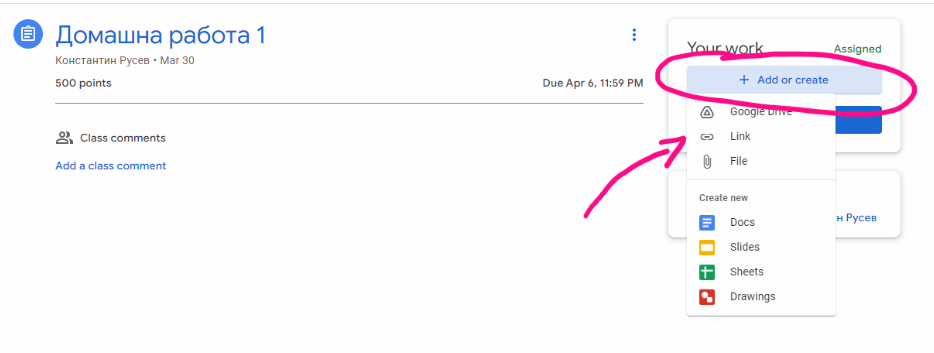 Домашна работа 1
Константин Русев • Mar 30
500 points
Due Apr 6, 11:59 PM
Class comments
Add a class comment
Your work
Assigned
+ Add or create
Google Drive
Link
File
Create new
Docs
Slides
Sheets
Drawings
н Русев